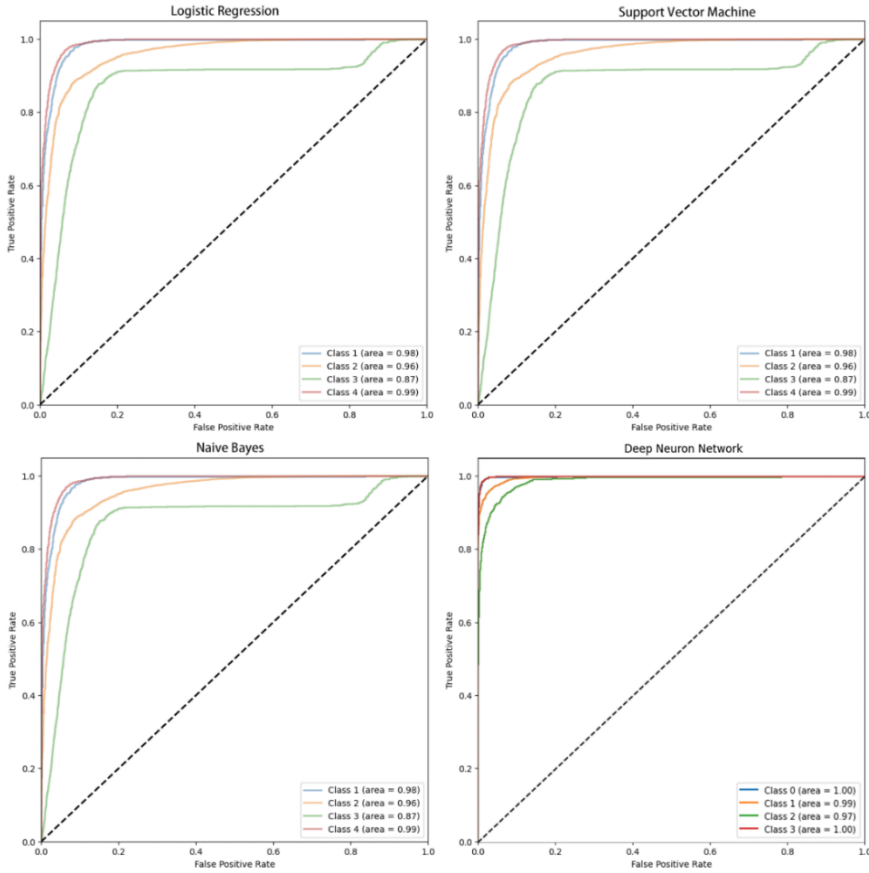 Logistic Regression
1.0
0.8
0.6
0.4
0.2
0.0
True Positive Rate
0.0 0.2 0.4 0.6 0.8 1.0
False Positive Rate
Class 1 (area = 0.98)
Class 2 (area = 0.96)
Class 3 (area = 0.87)
Class 4 (area = 0.99)
Support Vector Machine
1.0
0.8
0.6
0.4
0.2
0.0
True Positive Rate
0.0 0.2 0.4 0.6 0.8 1.0
False Positive Rate
Class 1 (area = 0.98)
Class 2 (area = 0.96)
Class 3 (area = 0.87)
Class 4 (area = 0.99)
Naive Bayes
1.0
0.8
0.6
0.4
0.2
0.0
True Positive Rate
0.0 0.2 0.4 0.6 0.8 1.0
False Positive Rate
Class 1 (area = 0.98)
Class 2 (area = 0.96)
Class 3 (area = 0.87)
Class 4 (area = 0.99)
Deep Neuron Network
1.0
0.8
0.6
0.4
0.2
0.0
True Positive Rate
0.0 0.2 0.4 0.6 0.8 1.0
False Positive Rate
Class 0 (area = 1.00)
Class 1 (area = 0.99)
Class 2 (area = 0.97)
Class 3 (area = 1.00)